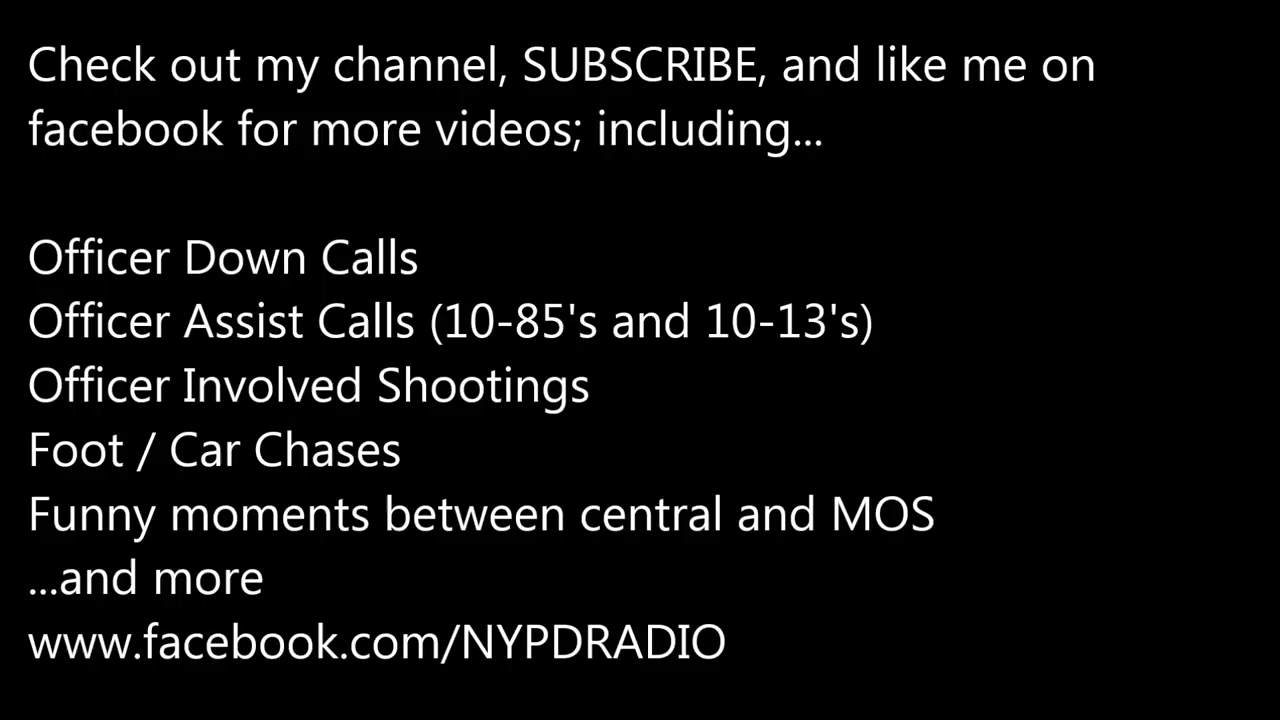 Check out my channel, SUBSCRIBE, and like me on
facebook for more videos; including...
Officer Down Calls
Officer Assist Calls (10-85's and 10-13's)
Officer Involved Shootings
Foot / Car Chases
Funny moments between central and MOS
...and more
www.facebook.com/NYPDRADIO